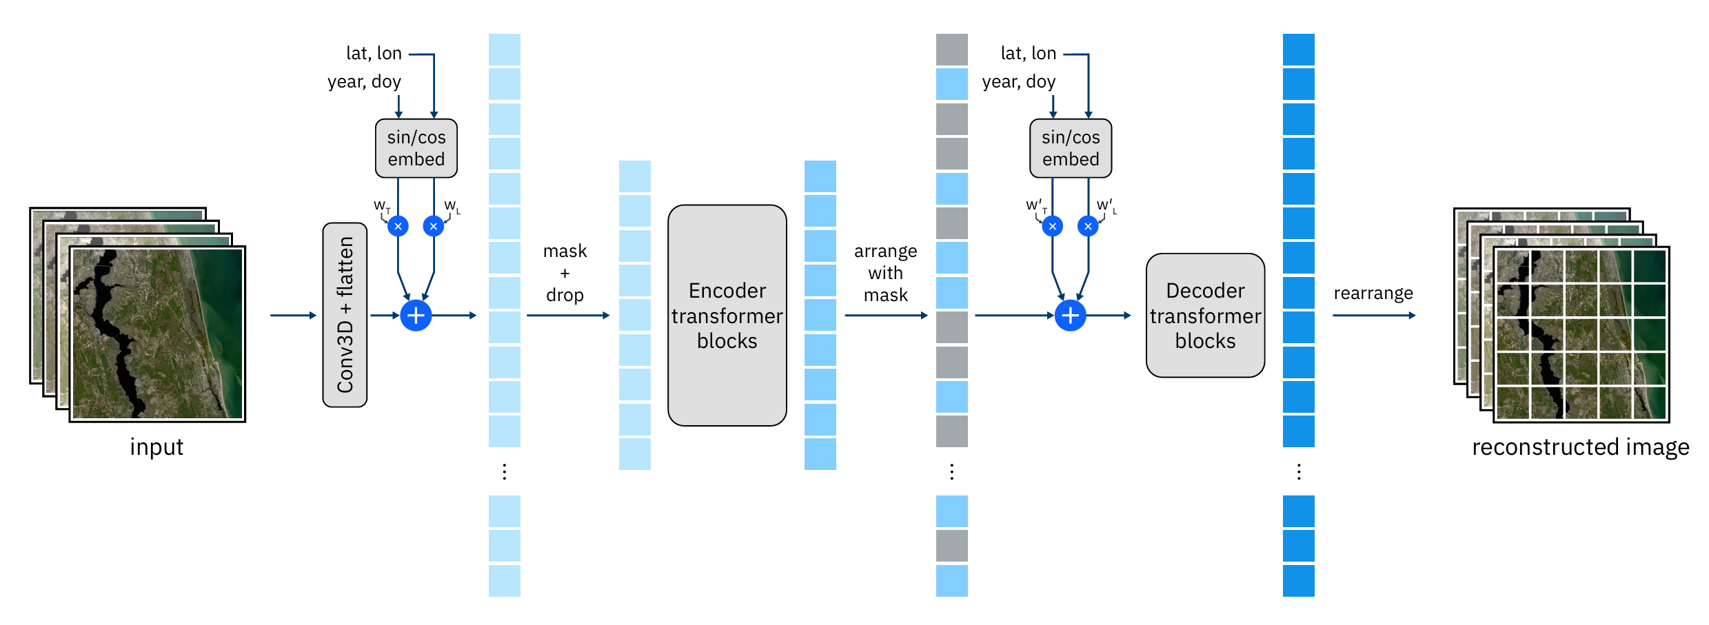 input
Conv3D + flatten
lat, lon
year, doy
sin/cos
embed
w_T
w_L
×
×
+
⋮
mask
+
drop
Encoder
transformer
blocks
arrange
with
mask
⋮
lat, lon
year, doy
sin/cos
embed
w'_T
w'_L
×
×
+
Decoder
transformer
blocks
⋮
rearrange
reconstructed image